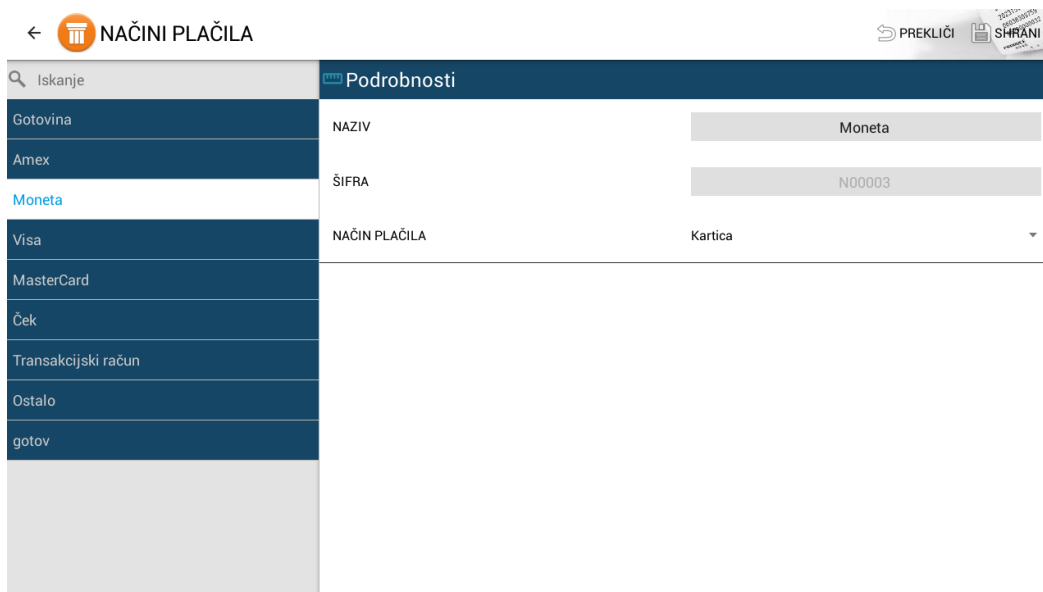 NAČINI PLAČILA
PREKLIČI
SHRANI
Iskanje
Podrobnosti
Gotovina
Amex
Moneta
Visa
MasterCard
Ček
Transakcijski račun
Ostalo
gotov
NAZIV Moneta
ŠIFRA N00003
NAČIN PLAČILA Kartica